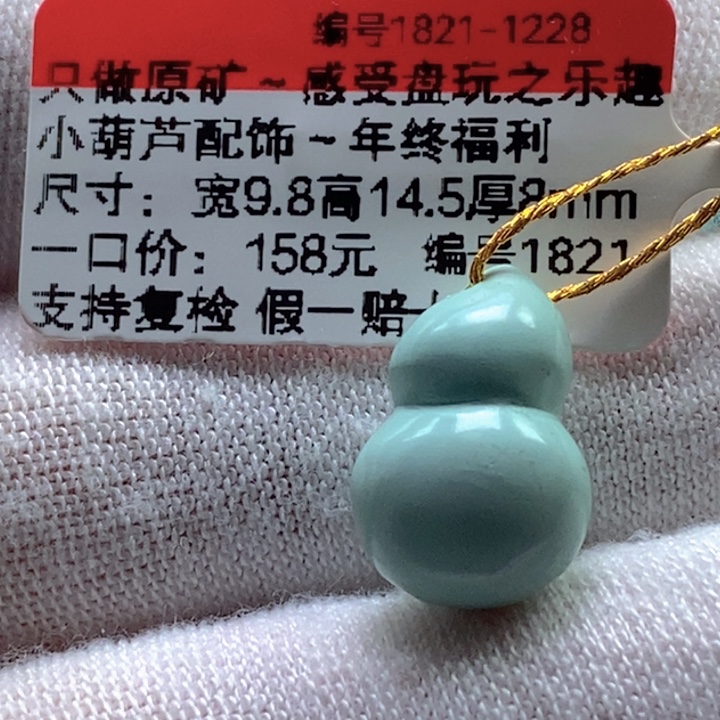 编号1821-1228
只做原矿~感受盘玩之乐趣
小葫芦配饰~年终福利
尺寸：宽9.8高14.5厚8mm
一口价：158元 编号1821
支持复检 假一赔